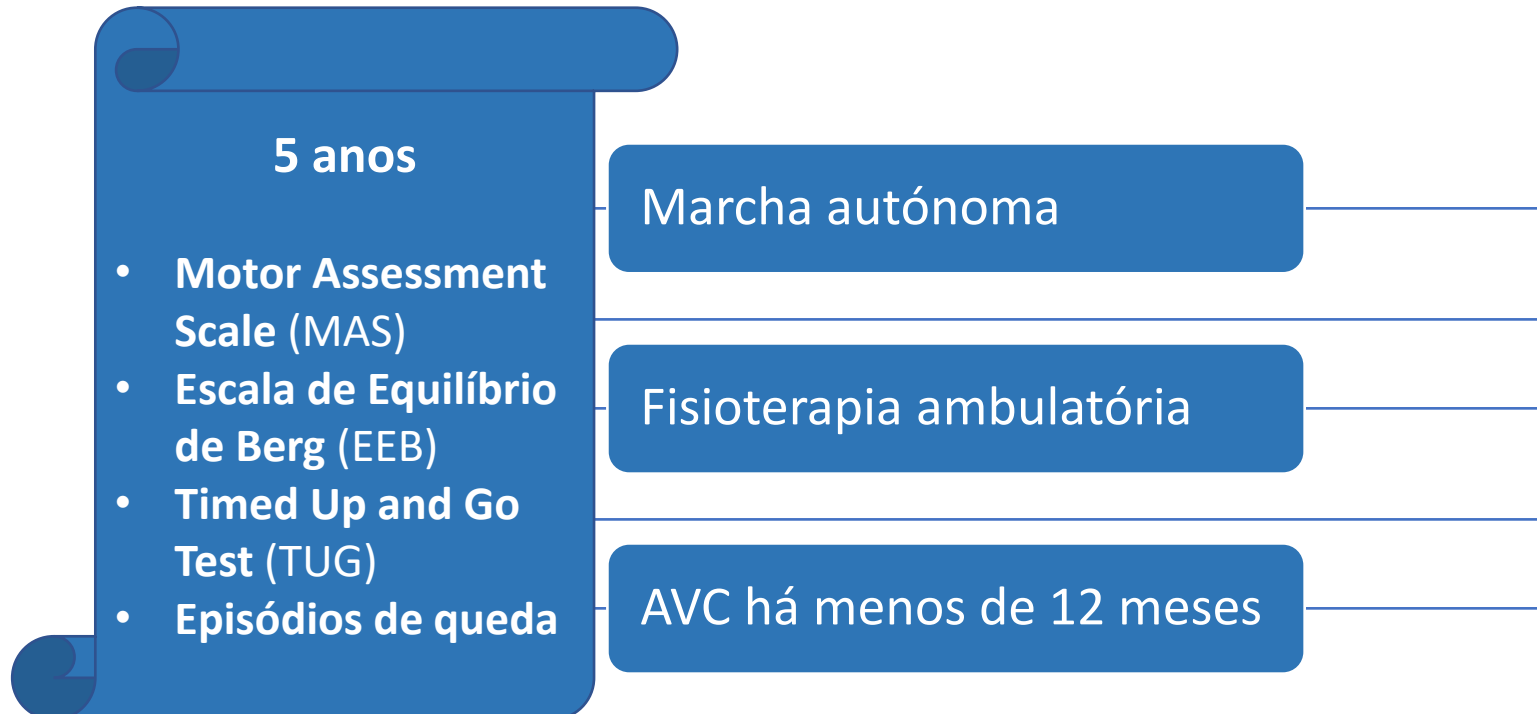 5 anos
• Motor Assessment
Scale (MAS)
• Escala de Equilíbrio
de Berg (EEB)
• Timed Up and Go
Test (TUG)
• Episódios de queda
Marcha autónoma
Fisioterapia ambulatória
AVC há menos de 12 meses